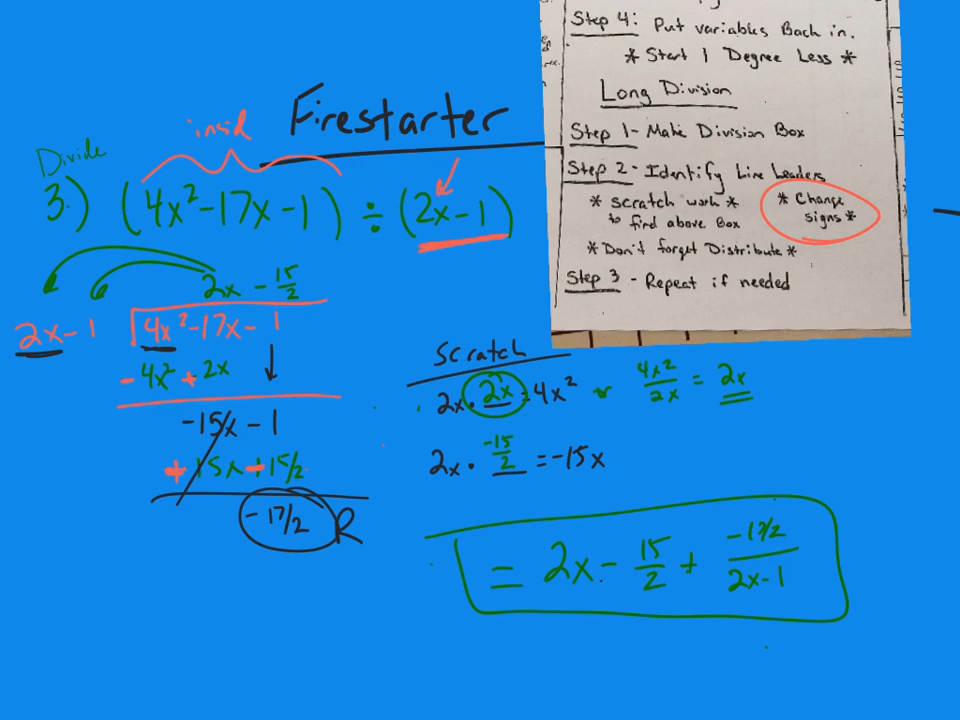 Step 4: Put variables Back in.
* Start 1 Degree Less *
Long Division
Step 1 - Make Division Box
Step 2 - Identify Line Leaders
* scratch work *
to find above Box
* Change
signs *
* Don't forget Distribute *
Step 3 - Repeat if needed
Firestarter
insid
Divide
3.) (4x² - 17x - 1) ÷ (2x - 1)
2x - 15/2
2x - 1 4x² - 17x - 1
- 4x² + 2x
-15x - 1
+ 15x - 15/2
-17/2 R
scratch
2x · 2x = 4x² or 4x²/2x = 2x
2x · -15/2 = -15x
= 2x - 15/2 + -17/2 / 2x-1